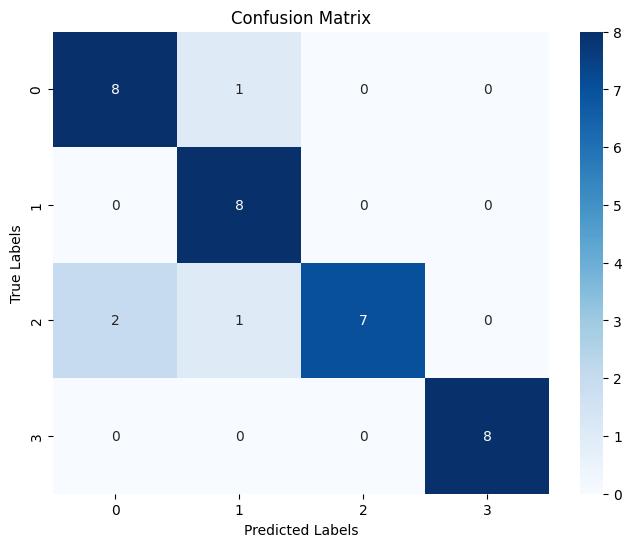 Confusion Matrix
True Labels
0 8 1 0 0
1 0 8 0 0
2 2 1 7 0
3 0 0 0 8
0 1 2 3
Predicted Labels
8
7
6
5
4
3
2
1
0